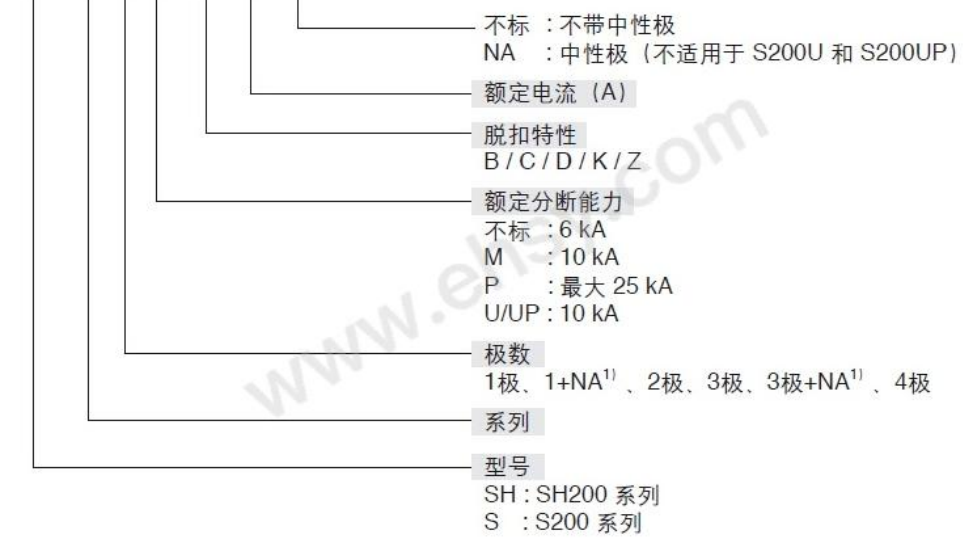 不标 : 不带中性极
NA : 中性极 (不适用于 S200U 和 S200UP)
额定电流 (A)
脱扣特性
B / C / D / K / Z
额定分断能力
不标 : 6 kA
M : 10 kA
P : 最大 25 kA
U/UP : 10 kA
极数
1极、1+NA¹⁾ 、2极、3极、3极+NA¹⁾ 、4极
系列
型号
SH : SH200 系列
S : S200 系列
www.ehsy.com